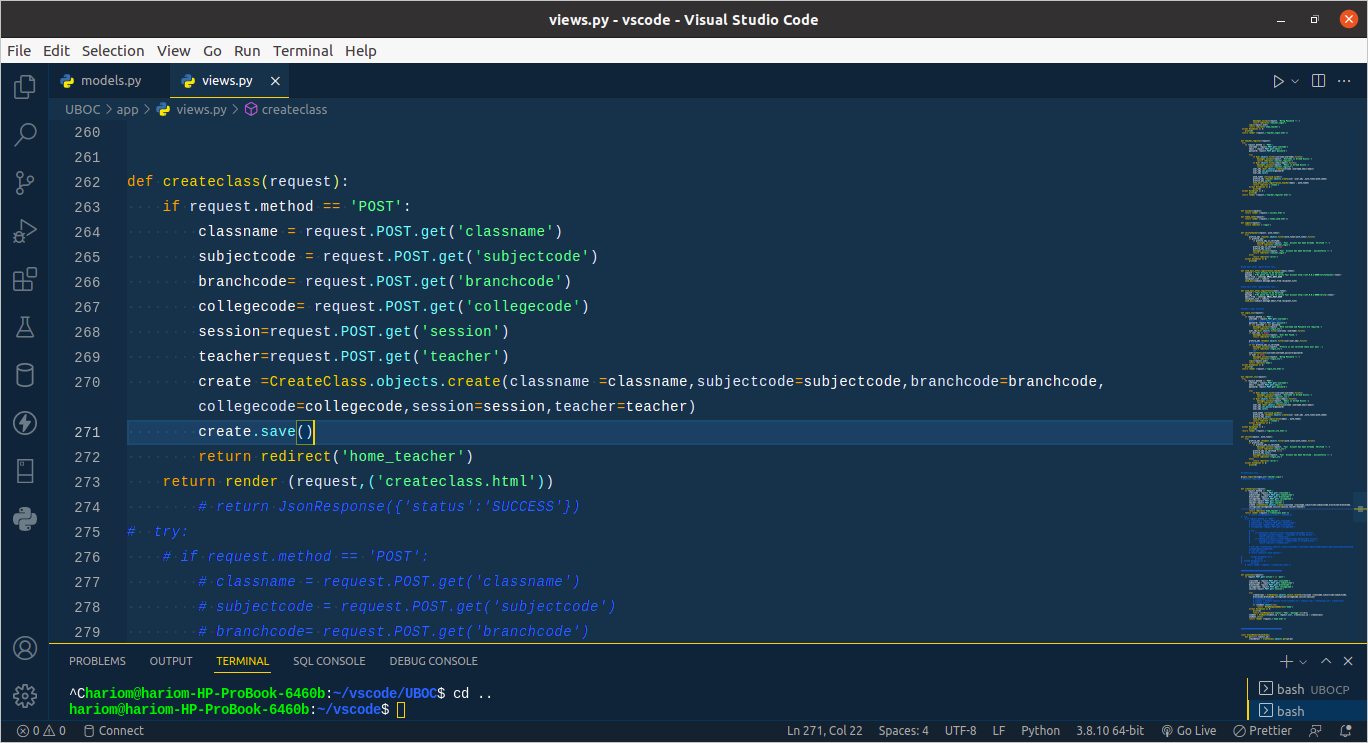 views.py - vscode - Visual Studio Code
File Edit Selection View Go Run Terminal Help
models.py views.py
UBOC > app > views.py > createclass
260
261
262 def createclass(request):
263 if request.method == 'POST':
264 classname = request.POST.get('classname')
265 subjectcode = request.POST.get('subjectcode')
266 branchcode= request.POST.get('branchcode')
267 collegecode= request.POST.get('collegecode')
268 session=request.POST.get('session')
269 teacher=request.POST.get('teacher')
270 create =CreateClass.objects.create(classname =classname,subjectcode=subjectcode,branchcode=branchcode,
collegecode=collegecode,session=session,teacher=teacher)
271 create.save()
272 return redirect('home_teacher')
273 return render (request,('createclass.html'))
274 # return JsonResponse({'status':'SUCCESS'})
275 # try:
276 # if request.method == 'POST':
277 # classname = request.POST.get('classname')
278 # subjectcode = request.POST.get('subjectcode')
279 # branchcode= request.POST.get('branchcode')
PROBLEMS OUTPUT TERMINAL SQL CONSOLE DEBUG CONSOLE
^Chariom@hariom-HP-ProBook-6460b:~/vscode/UBOC$ cd ..
hariom@hariom-HP-ProBook-6460b:~/vscode$
bash UBOCP
bash
0 0 Connect Ln 271, Col 22 Spaces: 4 UTF-8 LF Python 3.8.10 64-bit Go Live Prettier